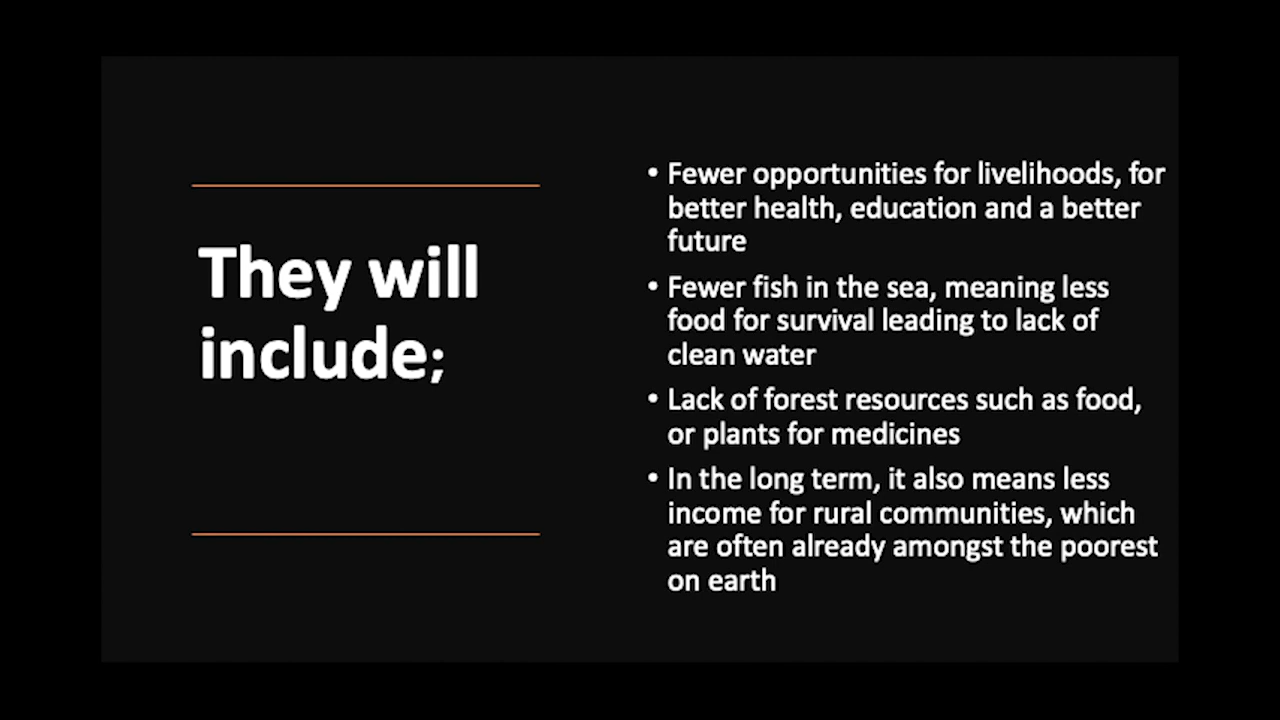 They will
include;
• Fewer opportunities for livelihoods, for
better health, education and a better
future
• Fewer fish in the sea, meaning less
food for survival leading to lack of
clean water
• Lack of forest resources such as food,
or plants for medicines
• In the long term, it also means less
income for rural communities, which
are often already amongst the poorest
on earth